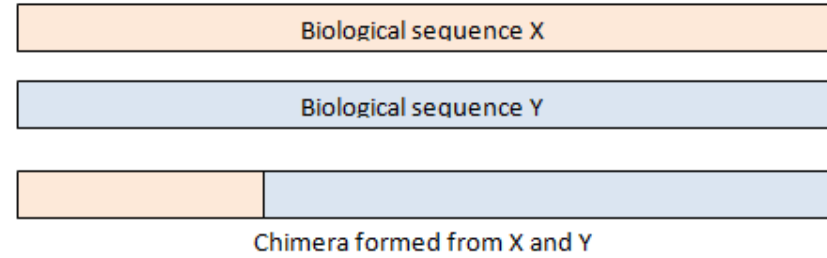 Biological sequence X
Biological sequence Y
Chimera formed from X and Y